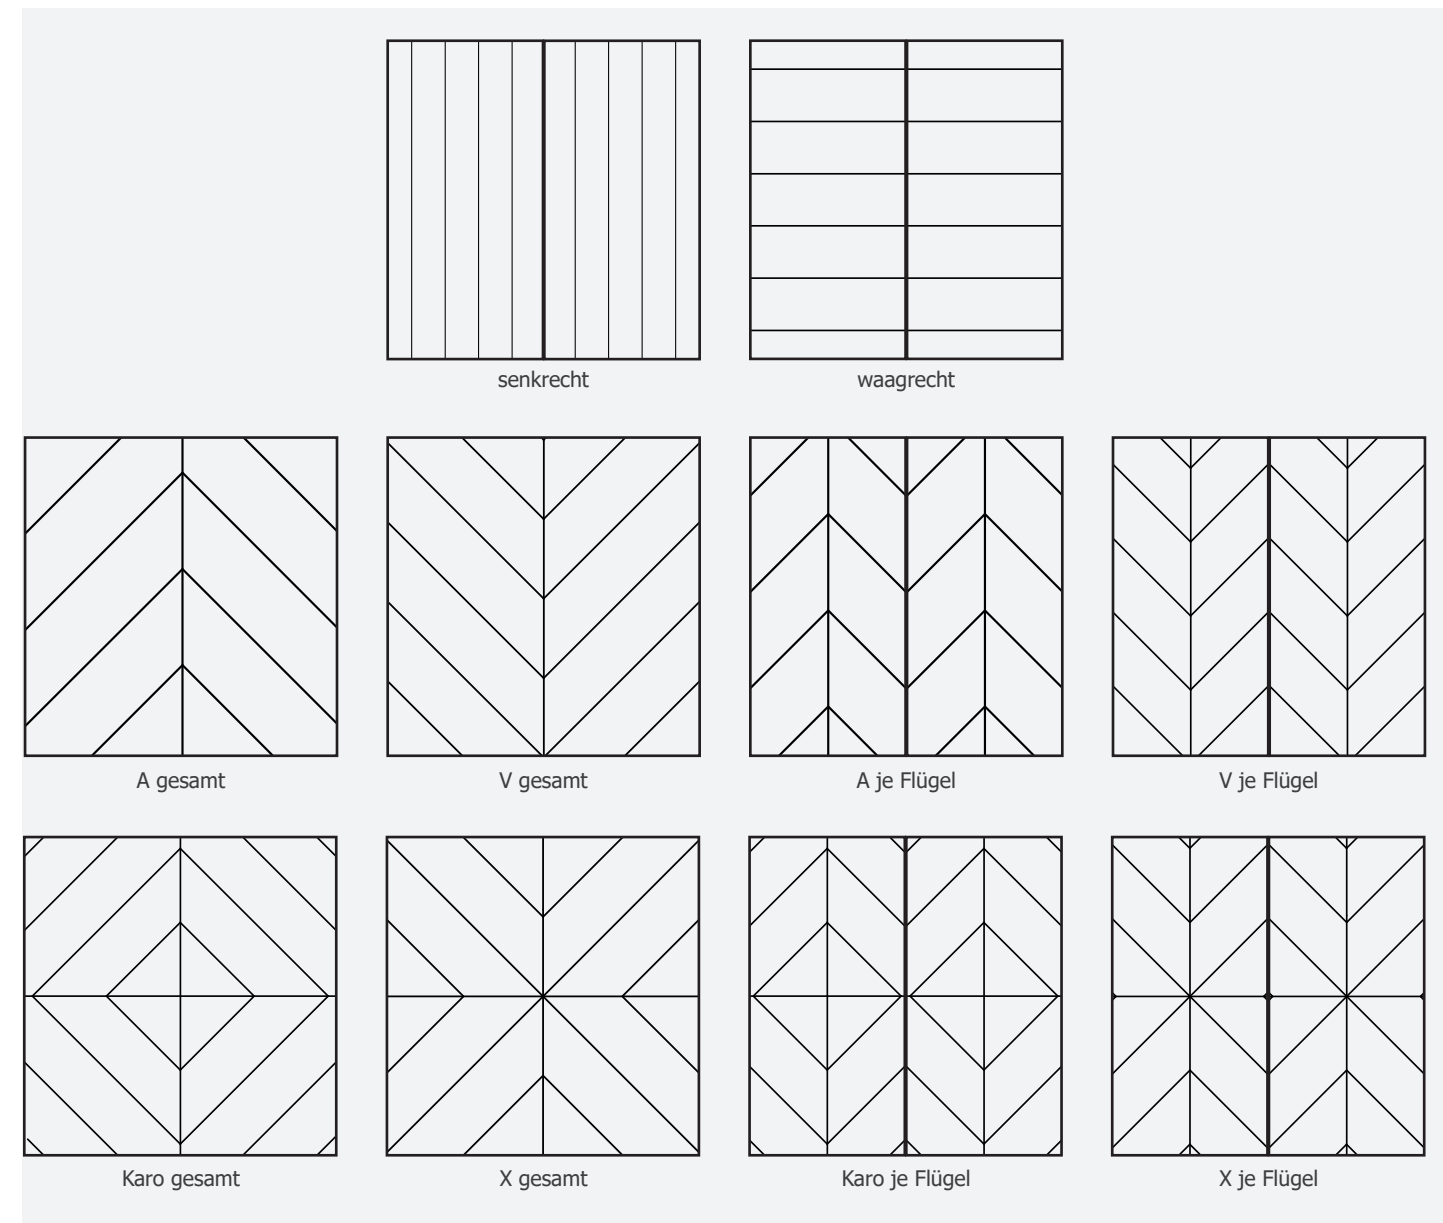 senkrecht
waagrecht
A gesamt
V gesamt
A je Flügel
V je Flügel
Karo gesamt
X gesamt
Karo je Flügel
X je Flügel